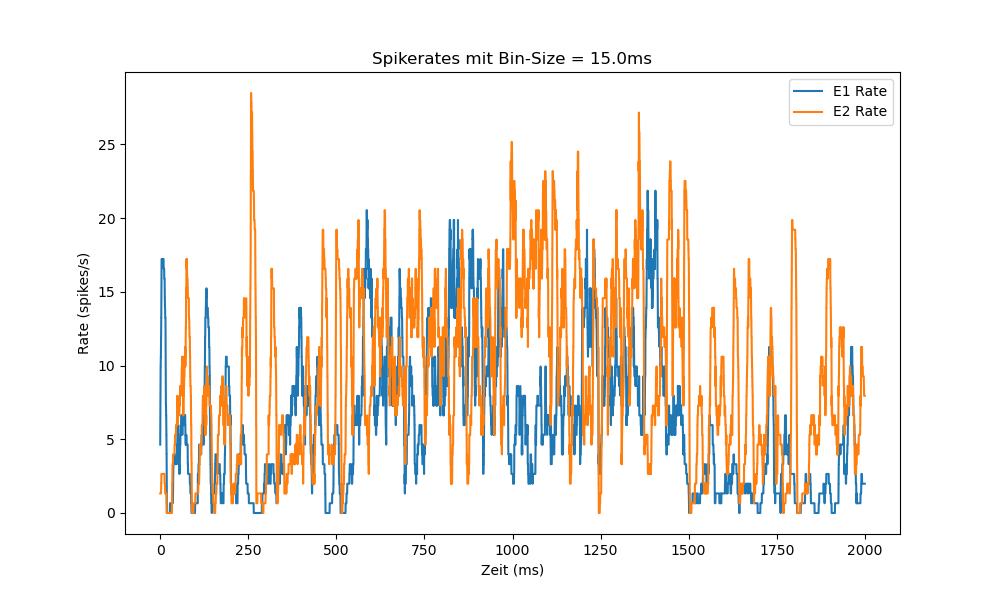 Spikerates mit Bin-Size = 15.0ms
E1 Rate
E2 Rate
Rate (spikes/s)
25
20
15
10
5
0
0 250 500 750 1000 1250 1500 1750 2000
Zeit (ms)